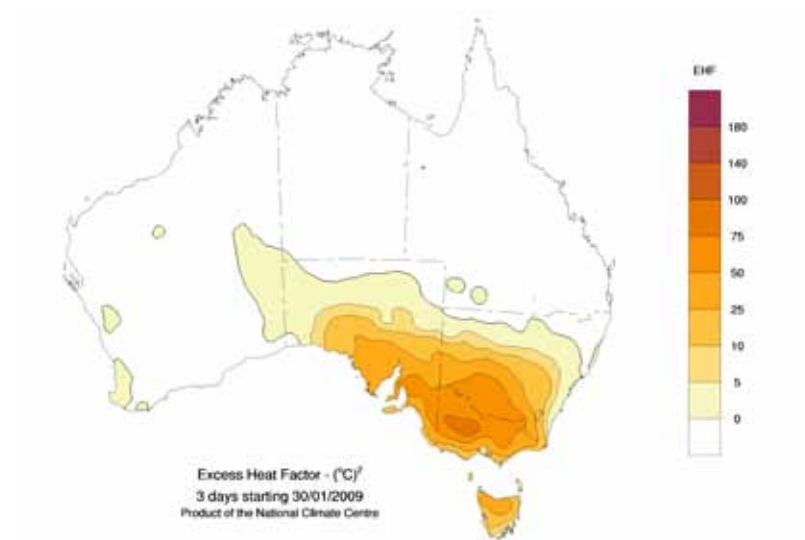 EHF
180
140
100
75
50
25
10
5
0
Excess Heat Factor - (°C)²
3 days starting 30/01/2009
Product of the National Climate Centre